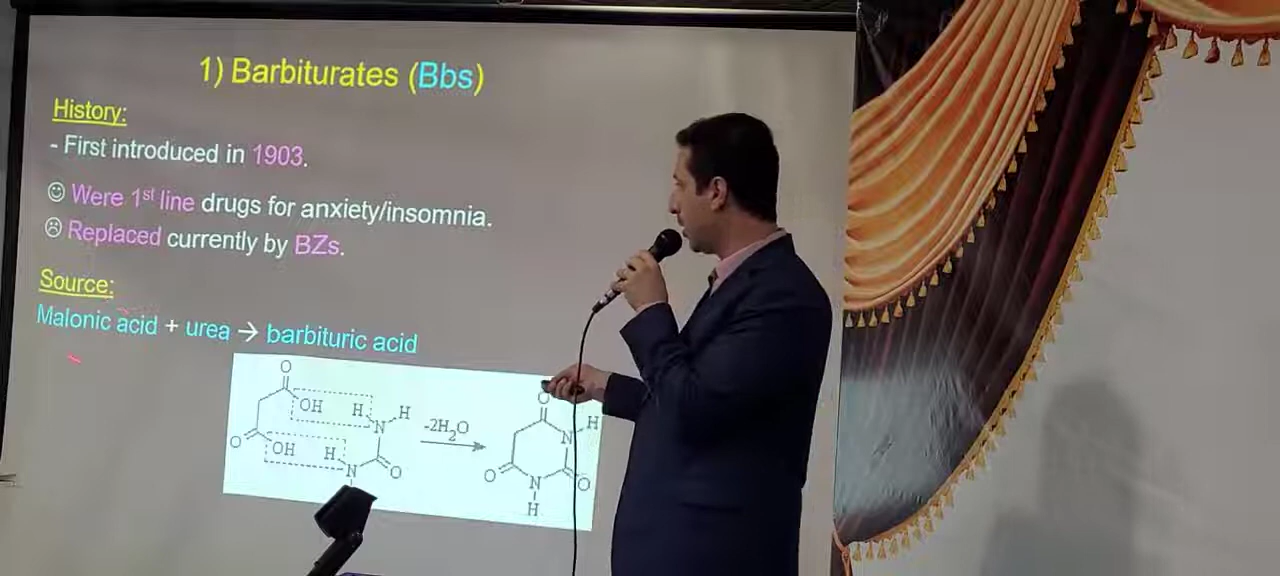 1) Barbiturates (Bbs)
History:
- First introduced in 1903.
☺ Were 1st line drugs for anxiety/insomnia.
☹ Replaced currently by BZs.
Source:
Malonic acid + urea → barbituric acid
O
OH H H
N
O OH H
N O
-2H₂O
O
N H
O N O
H